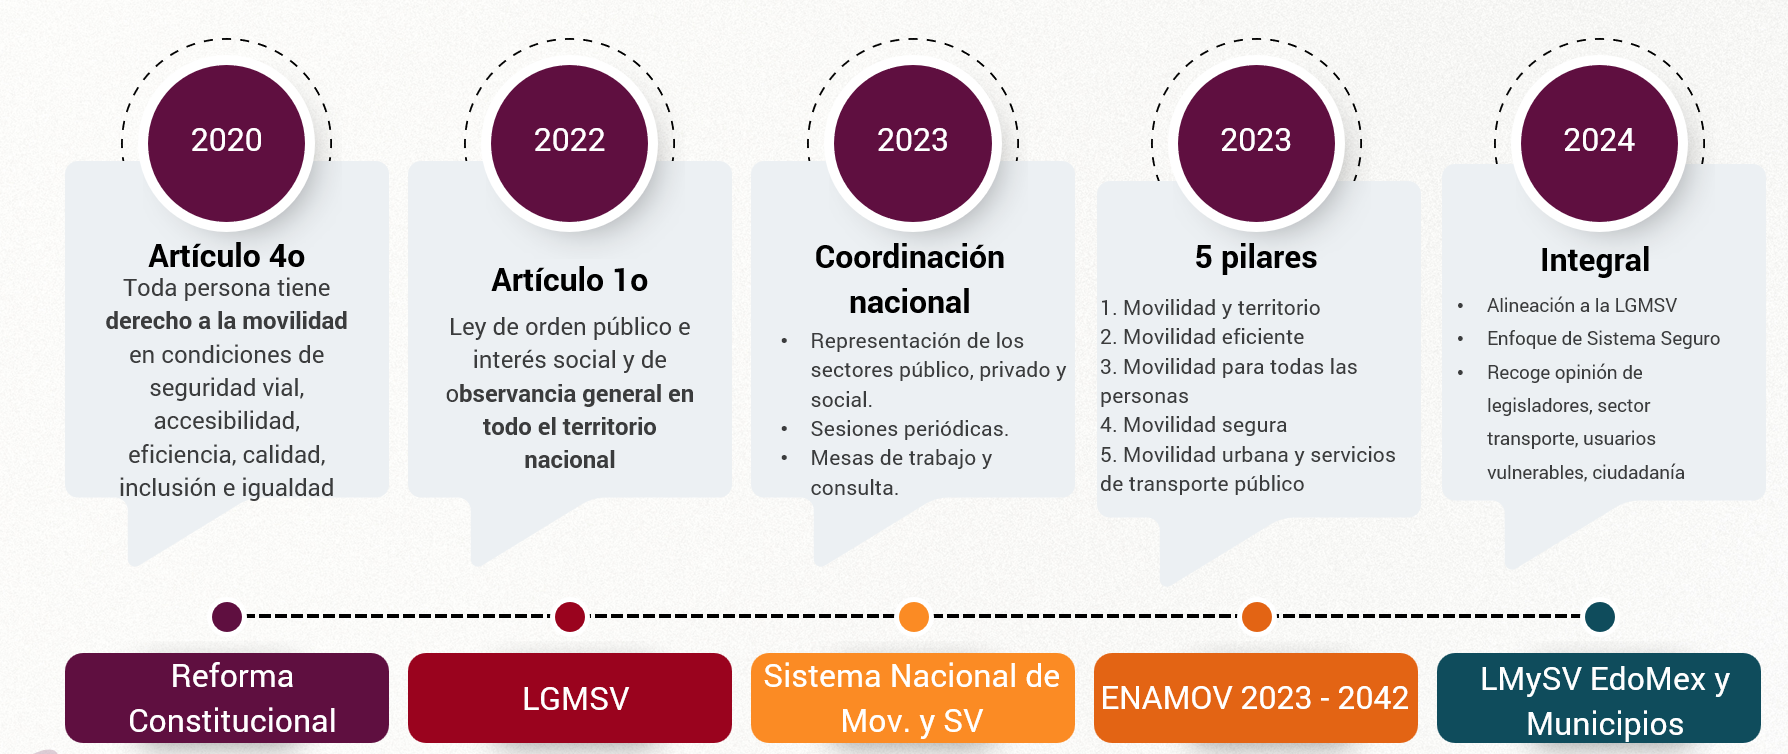 2020
Artículo 4o
Toda persona tiene
derecho a la movilidad
en condiciones de
seguridad vial,
accesibilidad,
eficiencia, calidad,
inclusión e igualdad
Reforma
Constitucional
2022
Artículo 1o
Ley de orden público e
interés social y de
observancia general en
todo el territorio
nacional
LGMSV
2023
Coordinación
nacional
• Representación de los
sectores público, privado y
social.
• Sesiones periódicas.
• Mesas de trabajo y
consulta.
Sistema Nacional de
Mov. y SV
2023
5 pilares
1. Movilidad y territorio
2. Movilidad eficiente
3. Movilidad para todas las
personas
4. Movilidad segura
5. Movilidad urbana y servicios
de transporte público
ENAMOV 2023 - 2042
2024
Integral
• Alineación a la LGMSV
• Enfoque de Sistema Seguro
• Recoge opinión de
legisladores, sector
transporte, usuarios
vulnerables, ciudadanía
LMySV EdoMex y
Municipios